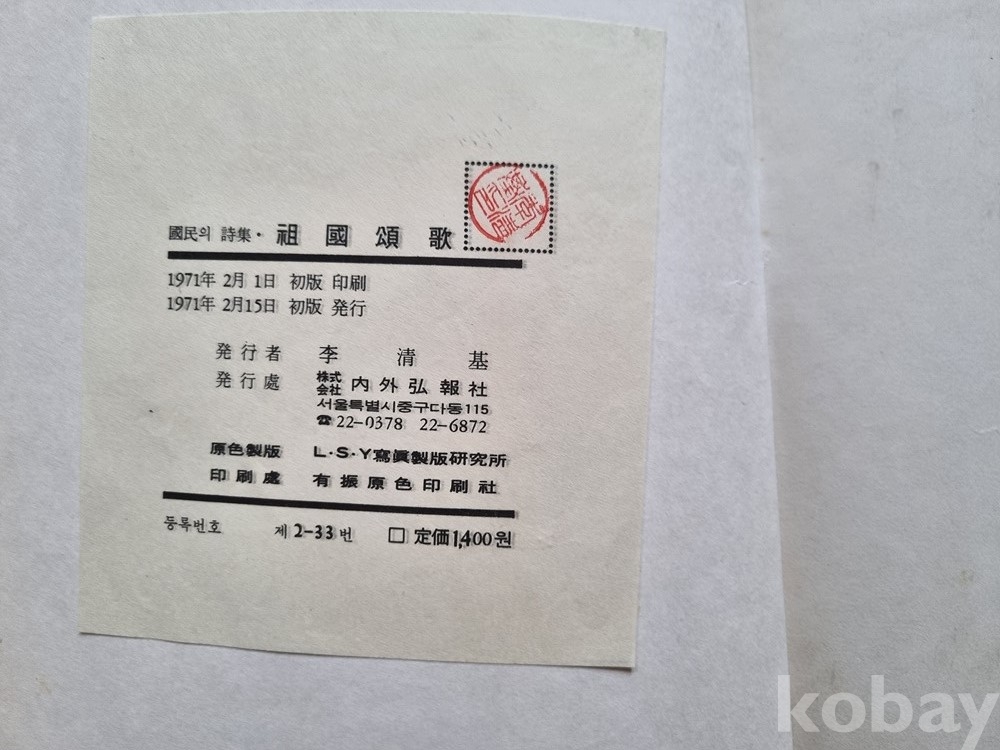 國民의 詩集· 祖國頌歌
1971年 2月 1日 初版 印刷
1971年 2月15日 初版 発行
発行者 李清基
発行處 株式会社 内外弘報社
서울특별시중구다동115
☎22-0378 22-6872
原色製版 L·S·Y寫眞製版研究所
印刷處 有振原色印刷社
등록번호 제2-33번 □ 定価1,400원
kobay